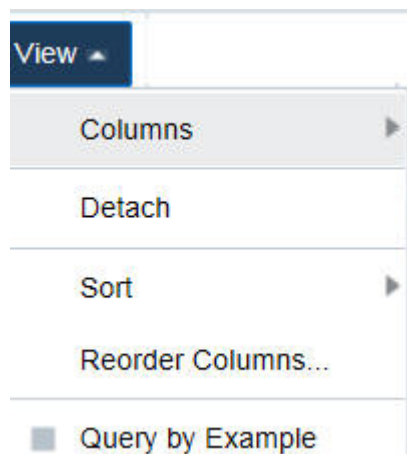 View
Columns
Detach
Sort
Reorder Columns...
Query by Example